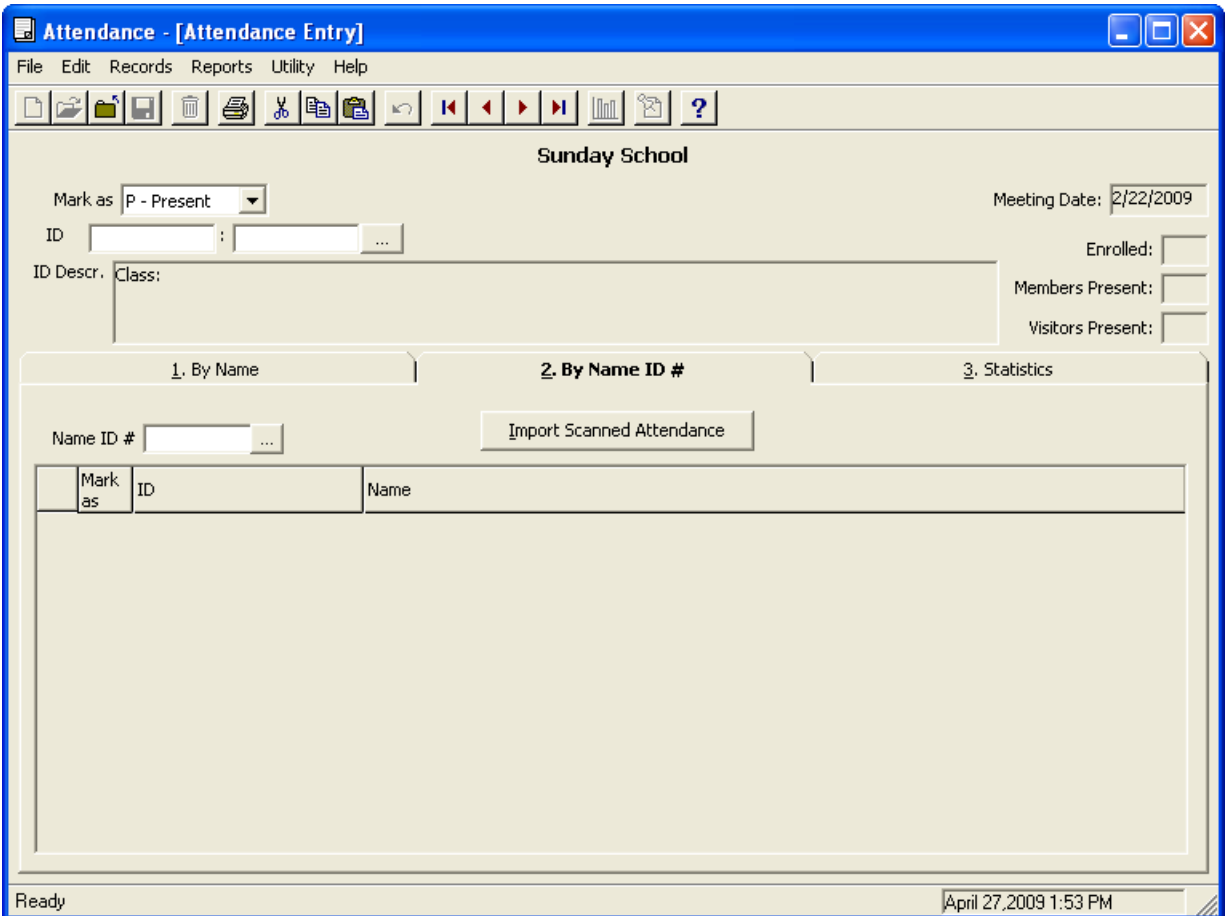 Attendance - [Attendance Entry]
File Edit Records Reports Utility Help
?
Sunday School
Mark as P - Present Meeting Date: 2/22/2009
ID : ...
Enrolled:
ID Descr. Class:
Members Present:
Visitors Present:
1. By Name 2. By Name ID # 3. Statistics
Name ID # ... Import Scanned Attendance
Mark as ID Name
Ready April 27,2009 1:53 PM